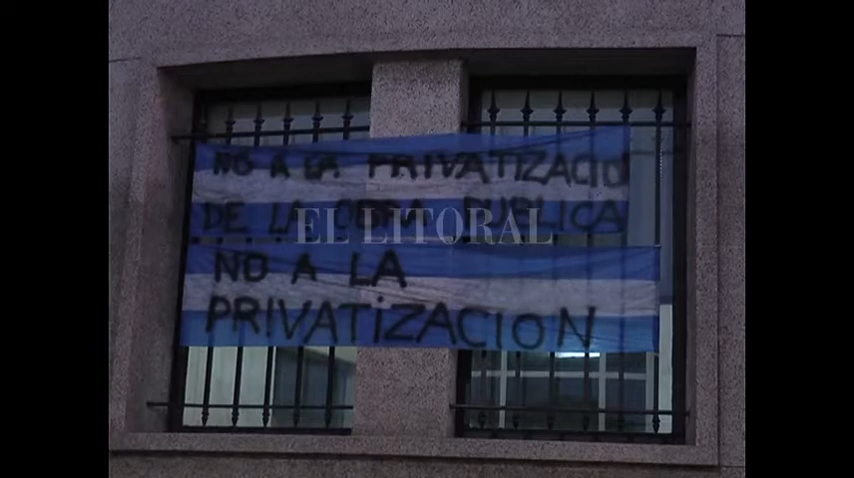 NO A LA PRIVATIZACIO
DE LA OBRA PUBLICA
EL LITORAL
NO A LA
PRIVATiZACION